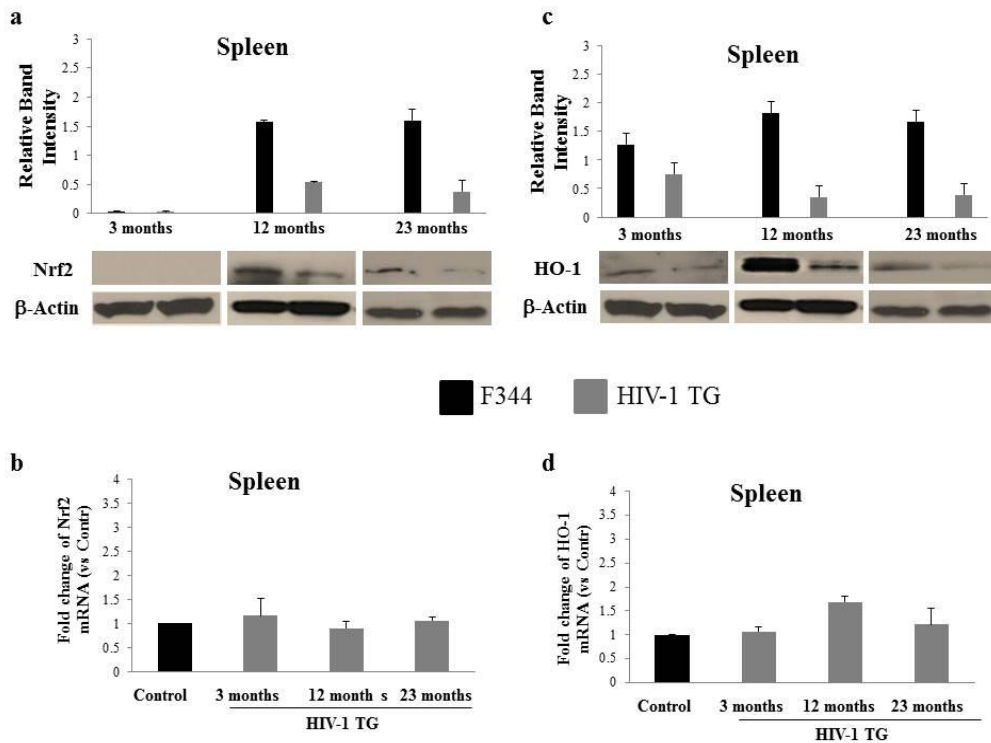 a
Spleen
Relative Band
Intensity
3
2.5
2
1.5
1
0.5
0
3 months 12 months 23 months
Nrf2
β-Actin
c
Spleen
Relative Band
Intensity
3
2.5
2
1.5
1
0.5
0
3 months 12 months 23 months
HO-1
β-Actin
F344 HIV-1 TG
b
Spleen
Fold change of Nrf2
mRNA (vs Contr)
4
3.5
3
2.5
2
1.5
1
0.5
0
Control 3 months 12 month s 23 months
HIV-1 TG
d
Spleen
Fold change of HO-1
mRNA (vs Contr)
4
3.5
3
2.5
2
1.5
1
0.5
0
Control 3 months 12 months 23 months
HIV-1 TG